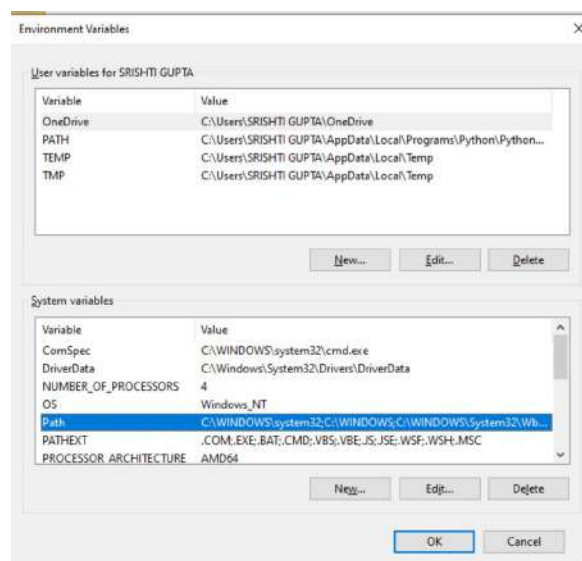 Environment Variables
User variables for SRISHTI GUPTA
Variable Value
OneDrive C:\Users\SRISHTI GUPTA\OneDrive
PATH C:\Users\SRISHTI GUPTA\AppData\Local\Programs\Python\Python...
TEMP C:\Users\SRISHTI GUPTA\AppData\Local\Temp
TMP C:\Users\SRISHTI GUPTA\AppData\Local\Temp
New... Edit... Delete
System variables
Variable Value
ComSpec C:\WINDOWS\system32\cmd.exe
DriverData C:\Windows\System32\Drivers\DriverData
NUMBER_OF_PROCESSORS 4
OS Windows_NT
Path C:\WINDOWS\system32;C:\WINDOWS;C:\WINDOWS\System32\Wb...
PATHEXT .COM;.EXE;.BAT;.CMD;.VBS;.VBE;.JS;.JSE;.WSF;.WSH;.MSC
PROCESSOR_ARCHITECTURE AMD64
New... Edit... Delete
OK Cancel